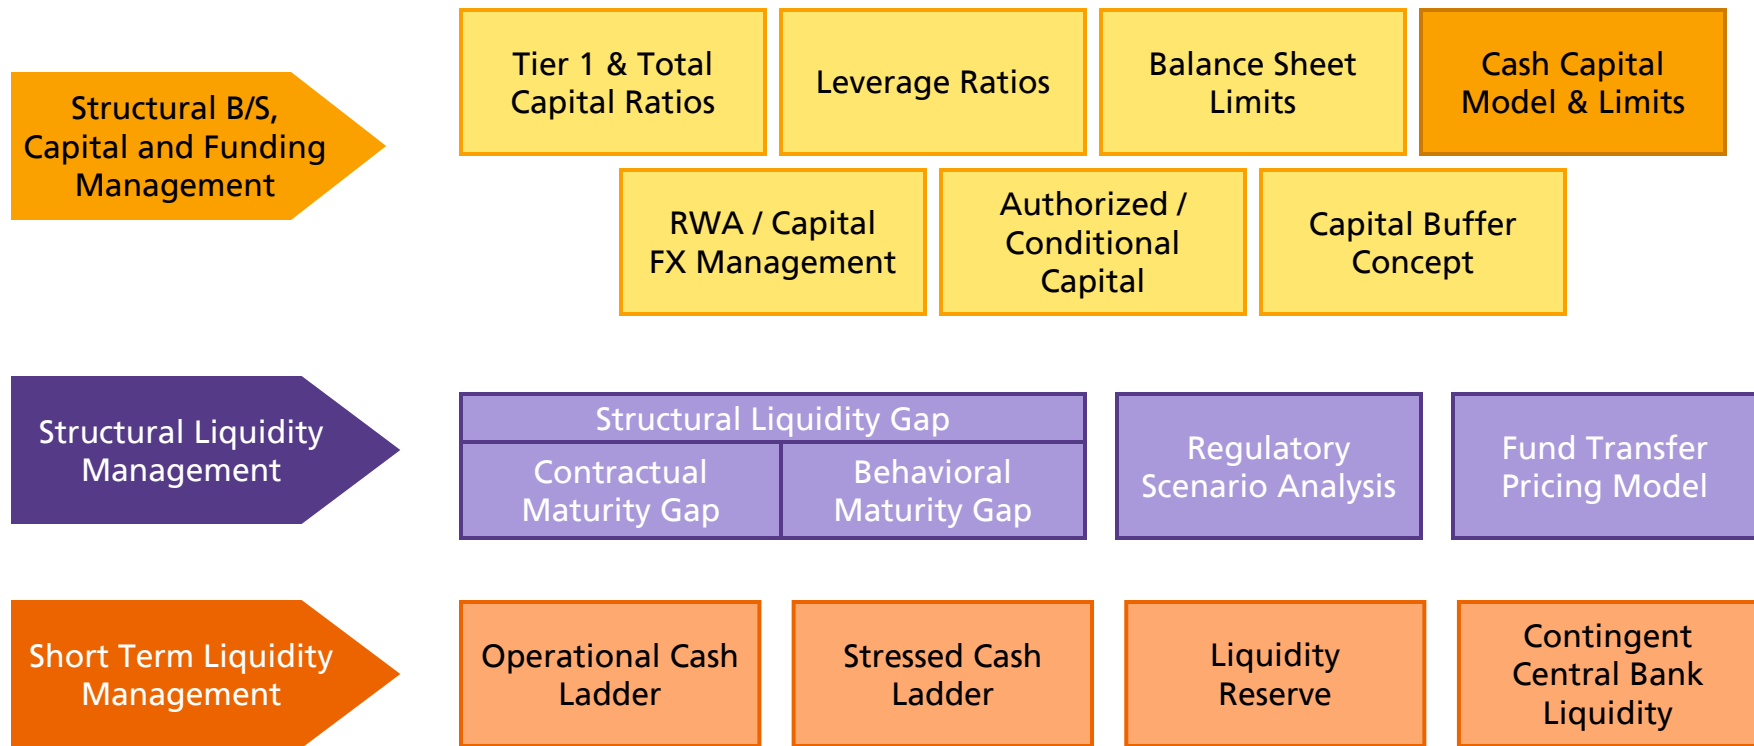 Structural B/S,
Capital and Funding
Management
Tier 1 & Total
Capital Ratios
Leverage Ratios
Balance Sheet
Limits
Cash Capital
Model & Limits
RWA / Capital
FX Management
Authorized /
Conditional
Capital
Capital Buffer
Concept
Structural Liquidity
Management
Structural Liquidity Gap
Contractual
Maturity Gap
Behavioral
Maturity Gap
Regulatory
Scenario Analysis
Fund Transfer
Pricing Model
Short Term Liquidity
Management
Operational Cash
Ladder
Stressed Cash
Ladder
Liquidity
Reserve
Contingent
Central Bank
Liquidity